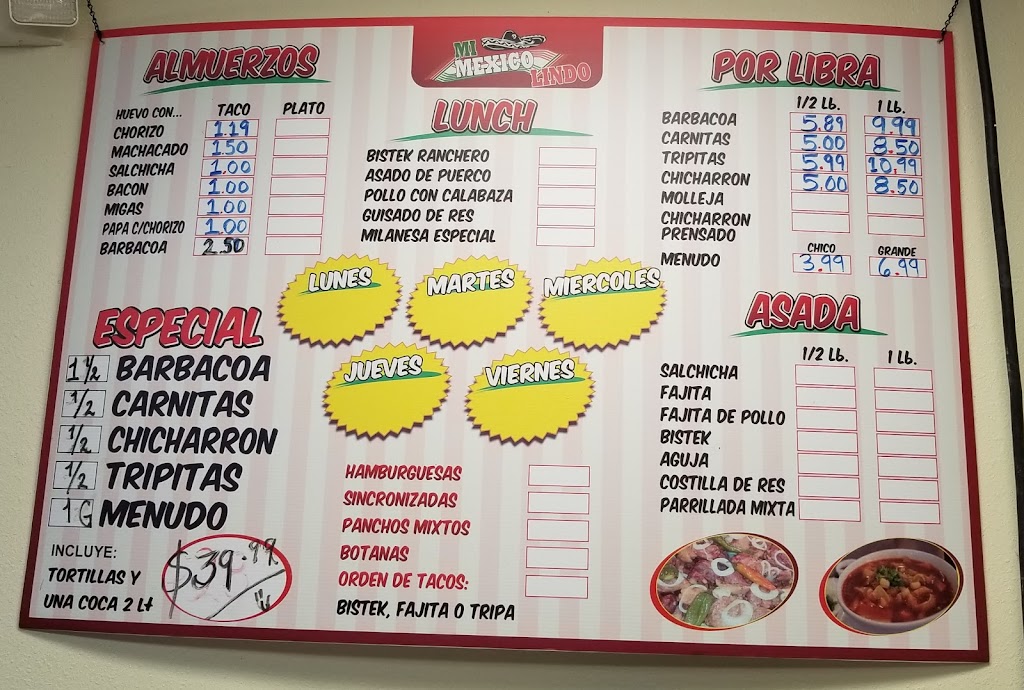 MI MEXICO LINDO
ALMUERZOS
HUEVO CON... TACO PLATO
CHORIZO 1.19
MACHACADO 1.50
SALCHICHA 1.00
BACON 1.00
MIGAS 1.00
PAPA C/CHORIZO 1.00
BARBACOA 2.50
ESPECIAL
1 1/2 BARBACOA
1/2 CARNITAS
1/2 CHICHARRON
1/2 TRIPITAS
1G MENUDO
INCLUYE:
TORTILLAS Y
UNA COCA 2 Lt
$39.99
LUNCH
BISTEK RANCHERO
ASADO DE PUERCO
POLLO CON CALABAZA
GUISADO DE RES
MILANESA ESPECIAL
LUNES MARTES MIERCOLES
JUEVES VIERNES
HAMBURGUESAS
SINCRONIZADAS
PANCHOS MIXTOS
BOTANAS
ORDEN DE TACOS:
BISTEK, FAJITA O TRIPA
POR LIBRA
1/2 Lb. 1 Lb.
BARBACOA 5.89 9.99
CARNITAS 5.00 8.50
TRIPITAS 5.99 10.99
CHICHARRON 5.00 8.50
MOLLEJA
CHICHARRON
PRENSADO
CHICO GRANDE
MENUDO 3.99 6.99
ASADA
1/2 Lb. 1 Lb.
SALCHICHA
FAJITA
FAJITA DE POLLO
BISTEK
AGUJA
COSTILLA DE RES
PARRILLADA MIXTA